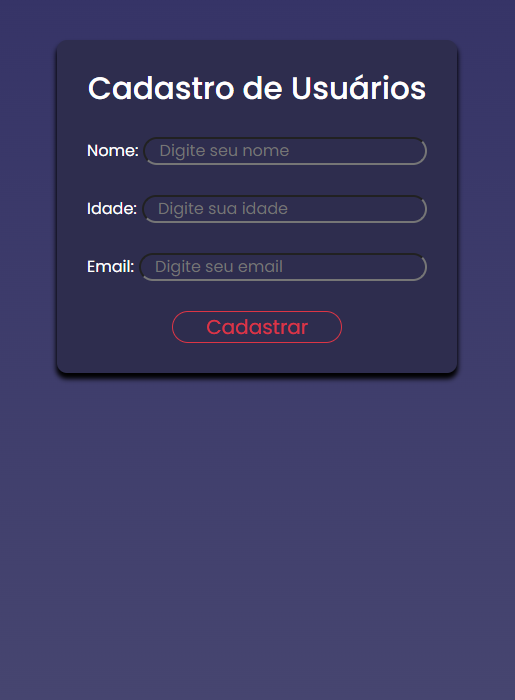 Cadastro de Usuários
Nome: Digite seu nome
Idade: Digite sua idade
Email: Digite seu email
Cadastrar